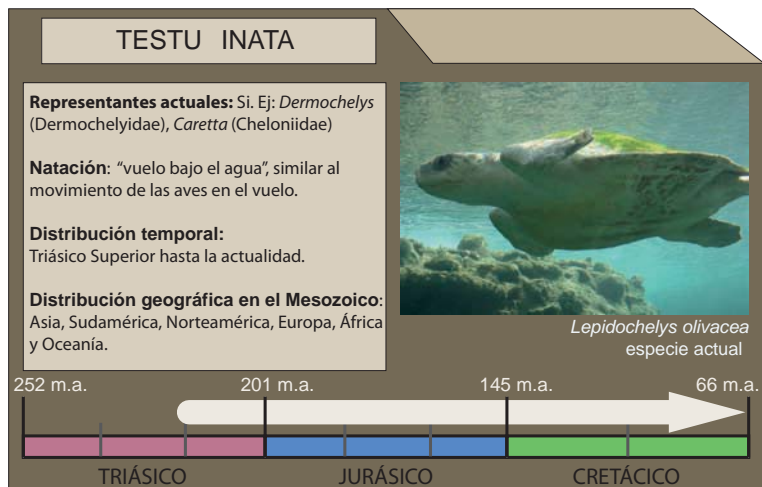 TESTU INATA
Representantes actuales: Si. Ej: Dermochelys
(Dermochelyidae), Caretta (Cheloniidae)
Natación: “vuelo bajo el agua”, similar al
movimiento de las aves en el vuelo.
Distribución temporal:
Triásico Superior hasta la actualidad.
Distribución geográfica en el Mesozoico:
Asia, Sudamérica, Norteamérica, Europa, África
y Oceanía.
Lepidochelys olivacea
especie actual
252 m.a. 201 m.a. 145 m.a. 66 m.a.
TRIÁSICO JURÁSICO CRETÁCICO